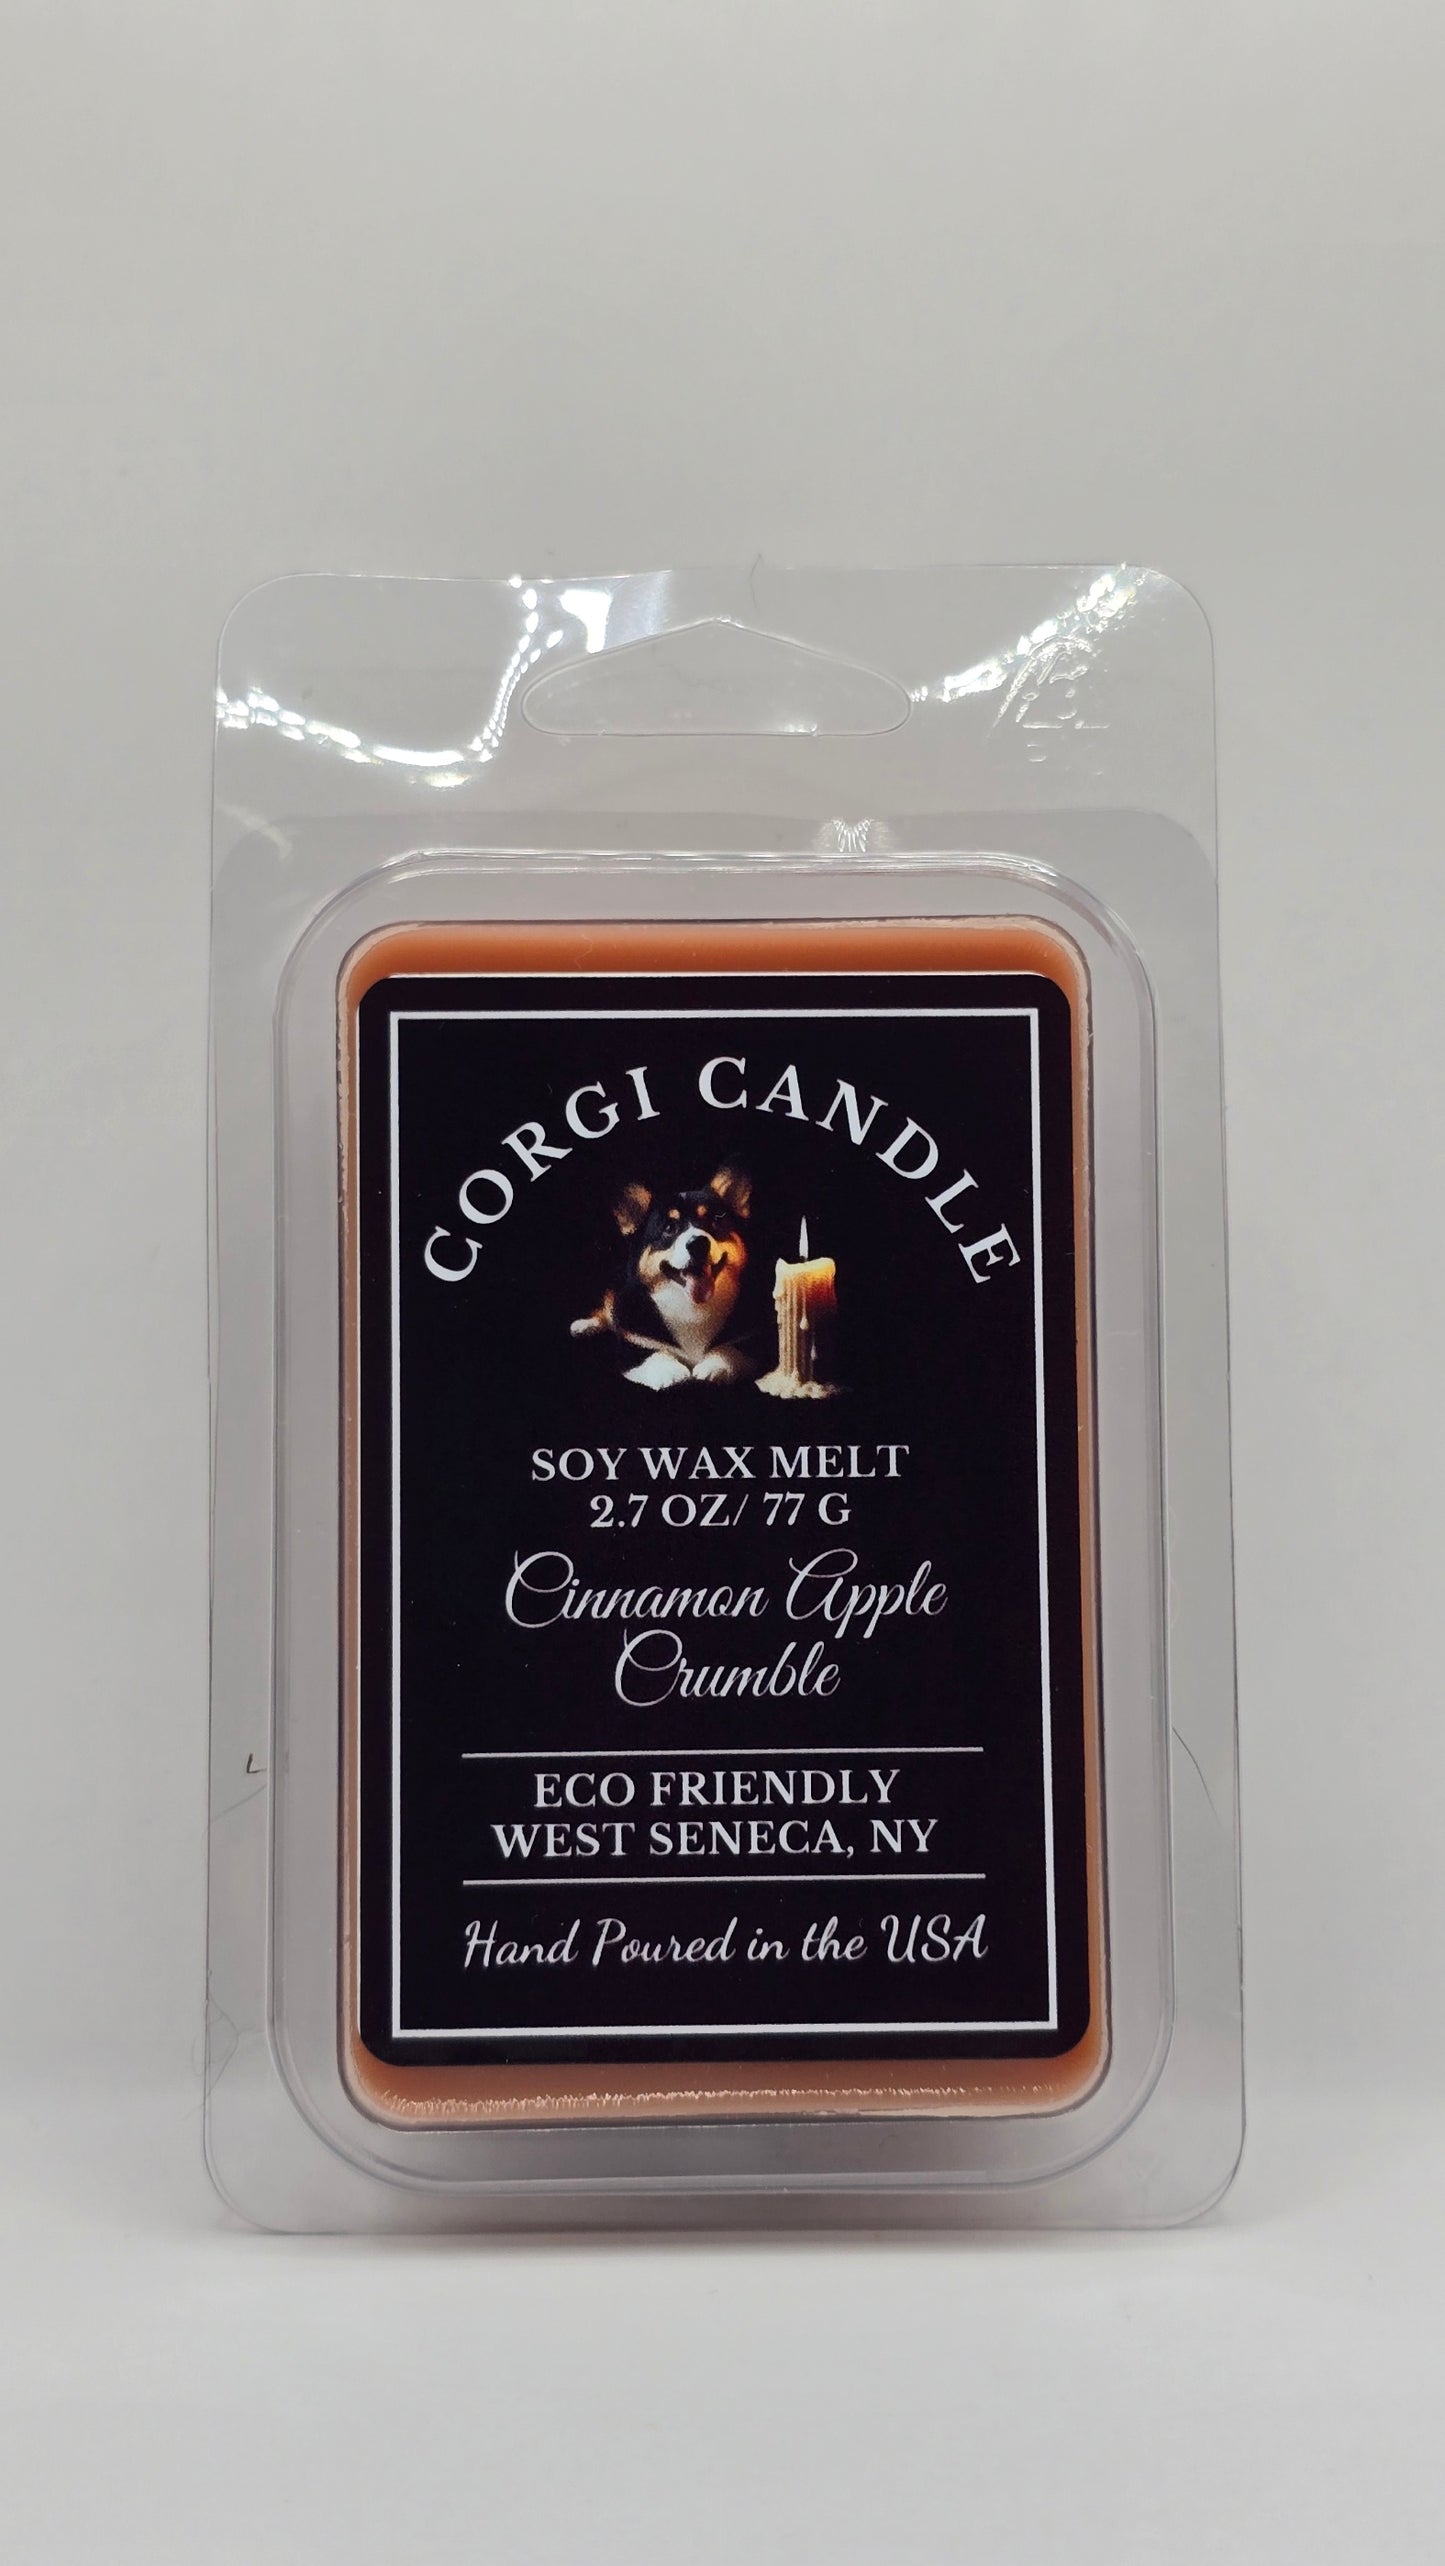 CORGI CANDLE
SOY WAX MELT
2.7 OZ/ 77 G
Cinnamon Apple
Crumble
ECO FRIENDLY
WEST SENECA, NY
Hand Poured in the USA